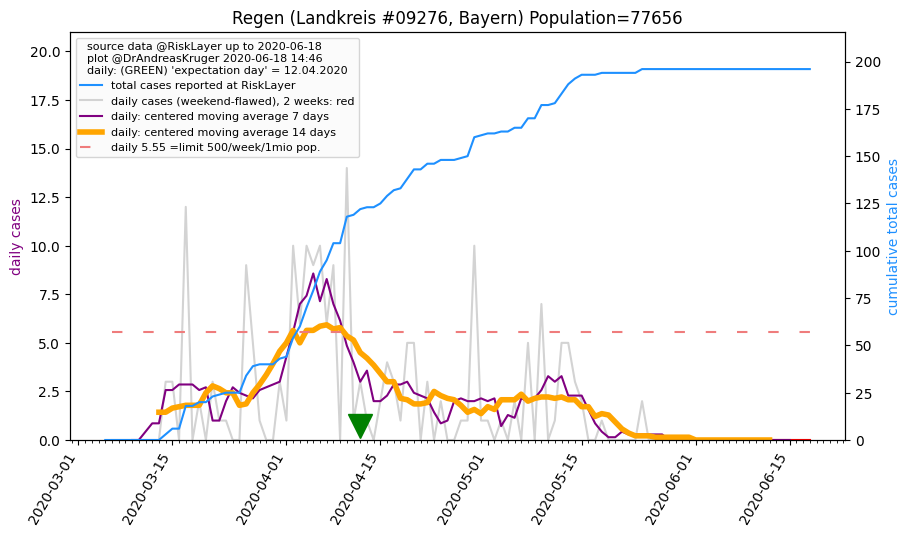 Regen (Landkreis #09276, Bayern) Population=77656
source data @RiskLayer up to 2020-06-18
plot @DrAndreasKruger 2020-06-18 14:46
daily: (GREEN) 'expectation day' = 12.04.2020
total cases reported at RiskLayer
daily cases (weekend-flawed), 2 weeks: red
daily: centered moving average 7 days
daily: centered moving average 14 days
daily 5.55 =limit 500/week/1mio pop.
daily cases
20.0
17.5
15.0
12.5
10.0
7.5
5.0
2.5
0.0
cumulative total cases
200
175
150
125
100
75
50
25
0
2020-03-01
2020-03-15
2020-04-01
2020-04-15
2020-05-01
2020-05-15
2020-06-01
2020-06-15